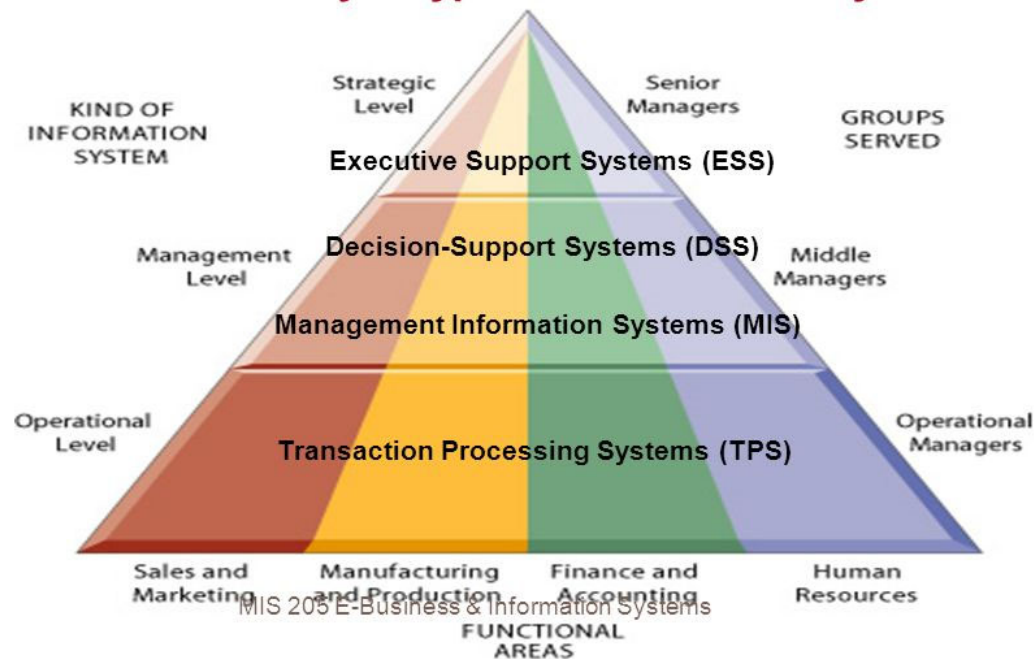 Strategic
Level
Senior
Managers
KIND OF
INFORMATION
SYSTEM
GROUPS
SERVED
Executive Support Systems (ESS)
Management
Level
Decision-Support Systems (DSS)
Middle
Managers
Management Information Systems (MIS)
Operational
Level
Operational
Managers
Transaction Processing Systems (TPS)
Sales and
Marketing
Manufacturing
and Production
Finance and
Accounting
Human
Resources
MIS 205 E-Business & Information Systems
FUNCTIONAL
AREAS